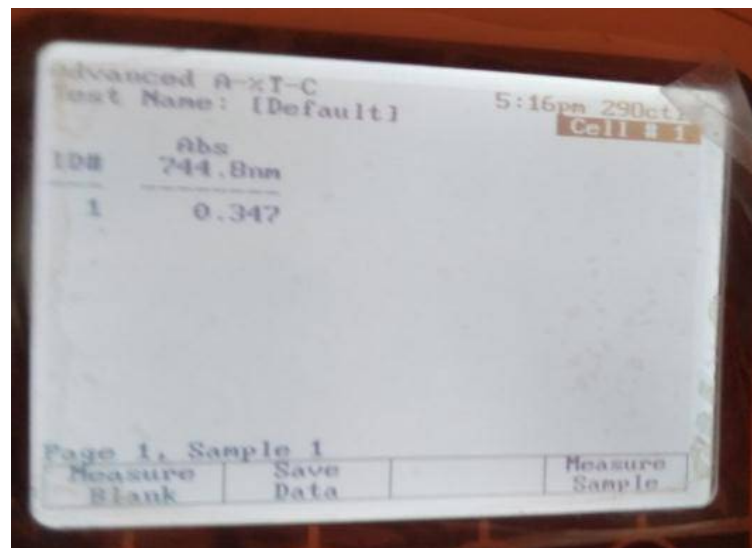 Advanced A-%T-C
Test Name: [Default]
5:16pm 29Oct
Cell # 1
Abs
ID# 744.8nm
1 0.347
Page 1, Sample 1
Measure Blank
Save Data
Measure Sample